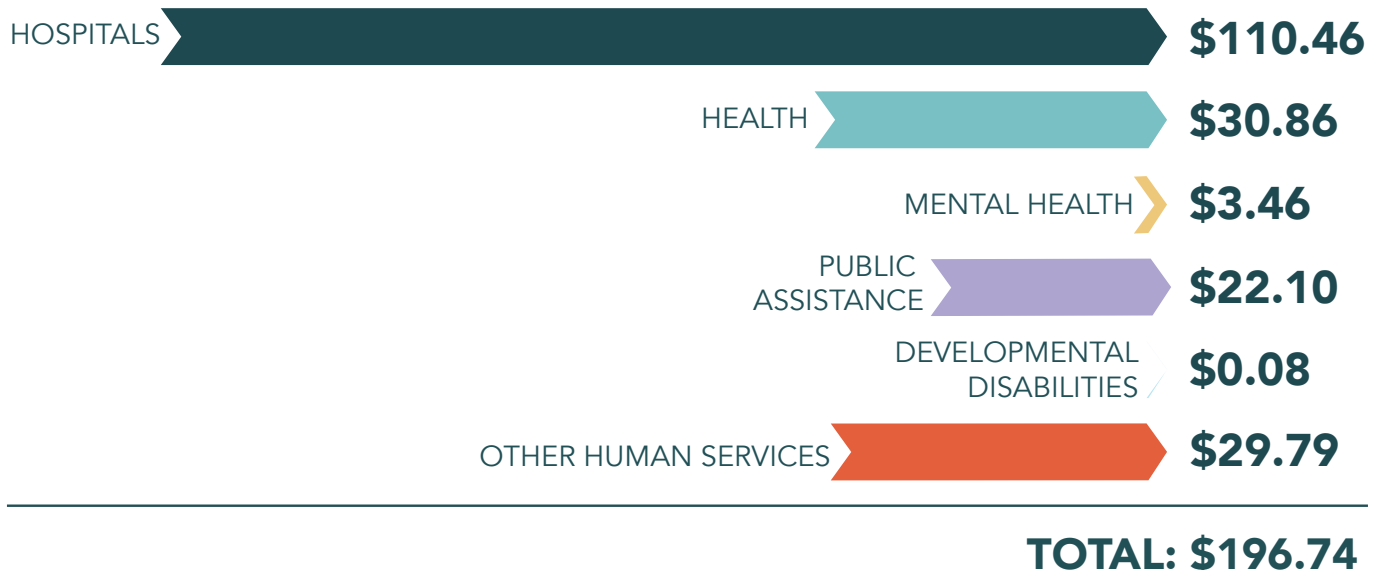 HOSPITALS $110.46
HEALTH $30.86
MENTAL HEALTH $3.46
PUBLIC
ASSISTANCE $22.10
DEVELOPMENTAL
DISABILITIES $0.08
OTHER HUMAN SERVICES $29.79
TOTAL: $196.74